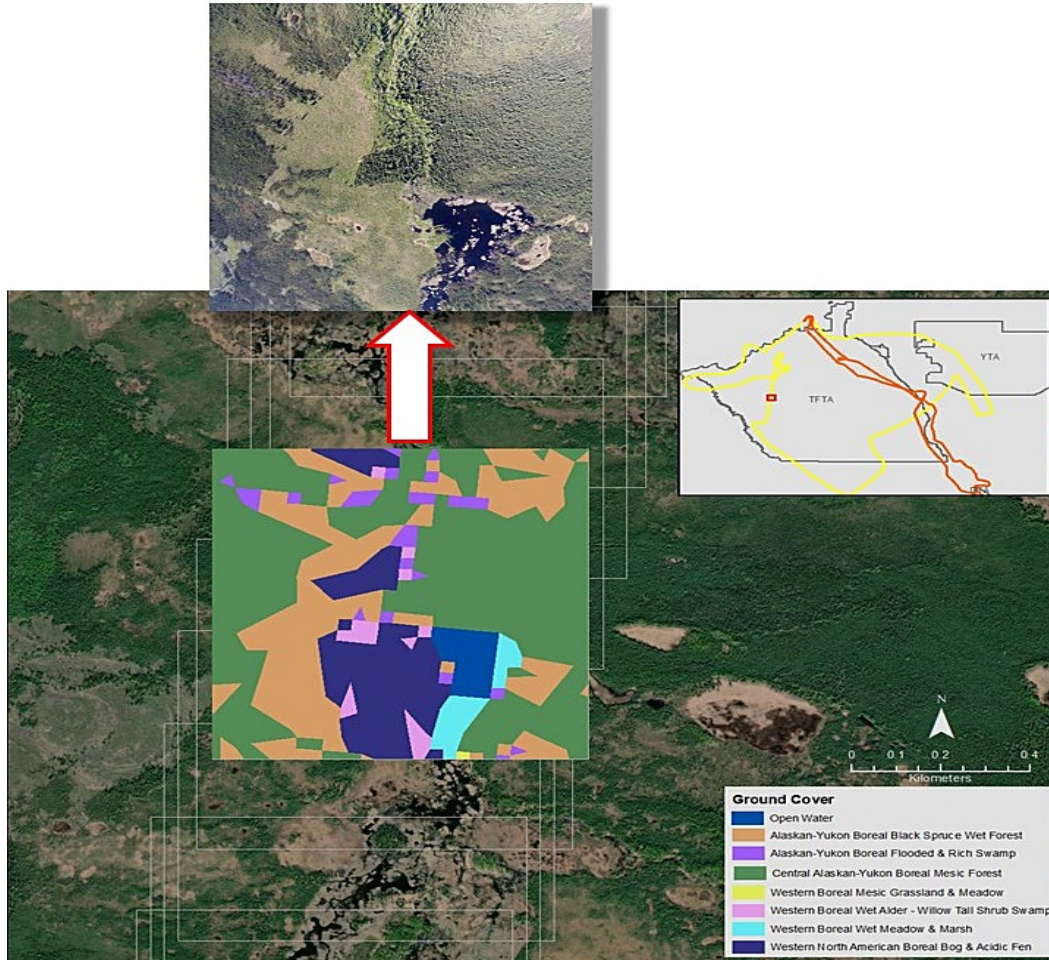 YTA
TFTA
N
0 0.1 0.2 0.4
Kilometers
Ground Cover
Open Water
Alaskan-Yukon Boreal Black Spruce Wet Forest
Alaskan-Yukon Boreal Flooded & Rich Swamp
Central Alaskan-Yukon Boreal Mesic Forest
Western Boreal Mesic Grassland & Meadow
Western Boreal Wet Alder - Willow Tall Shrub Swamp
Western Boreal Wet Meadow & Marsh
Western North American Boreal Bog & Acidic Fen